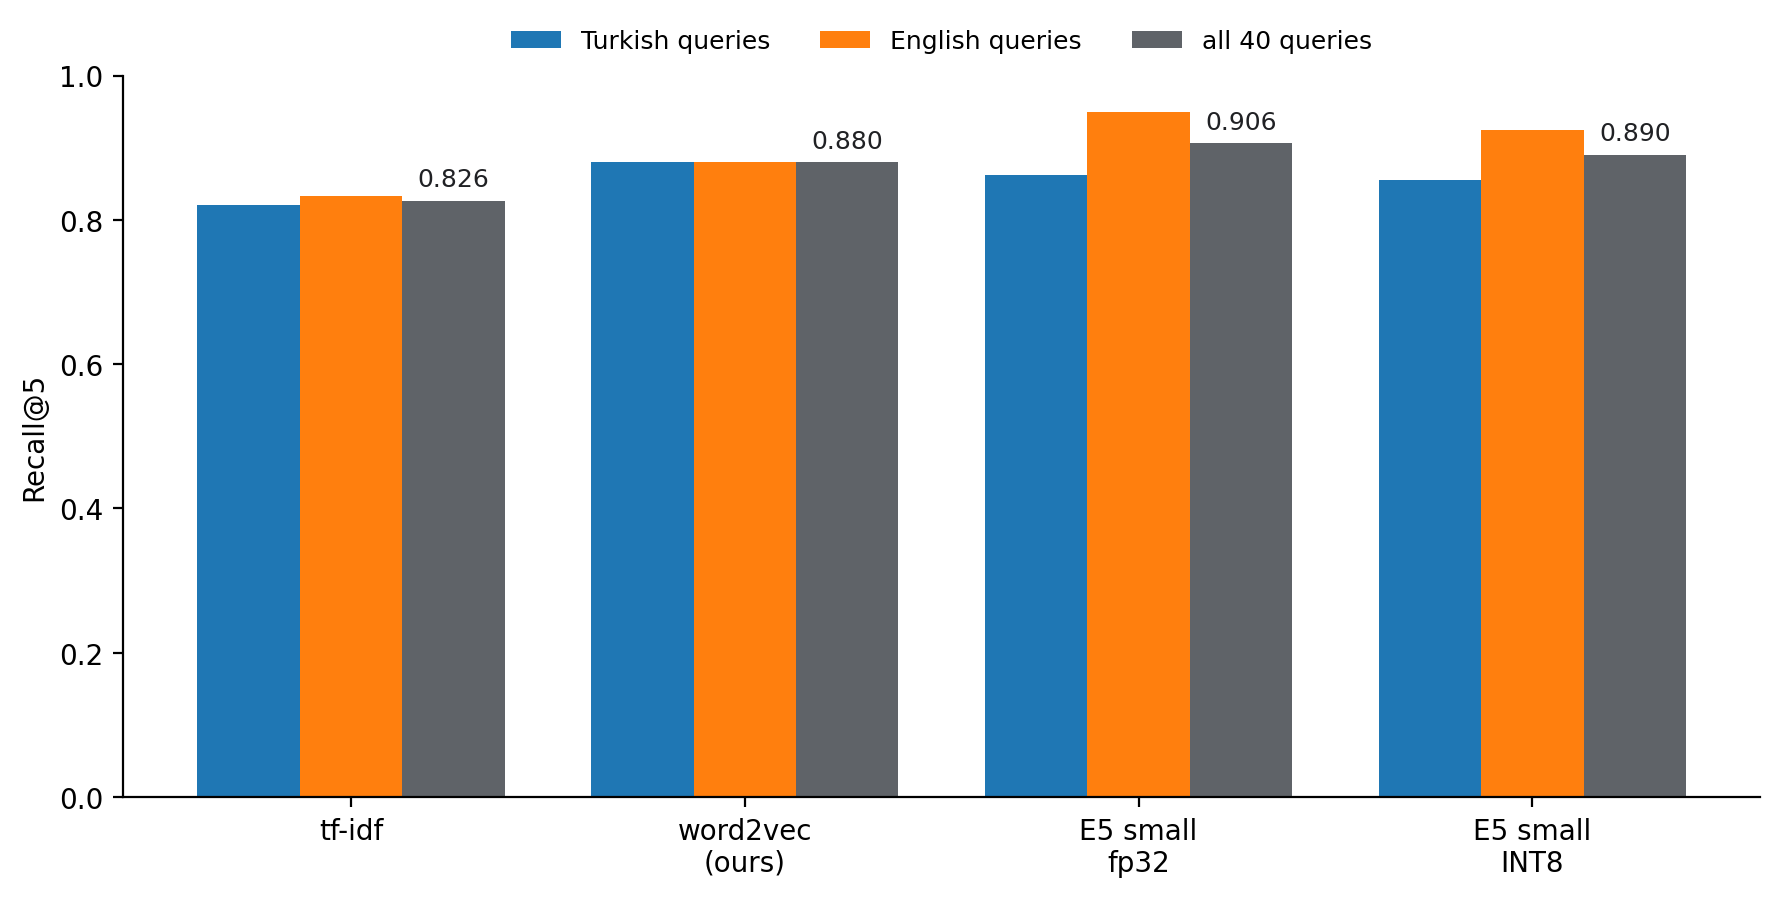 Turkish queries English queries all 40 queries
1.0
0.8
0.6
0.4
0.2
0.0
Recall@5
0.826
0.880
0.906
0.890
tf-idf
word2vec
(ours)
E5 small
fp32
E5 small
INT8